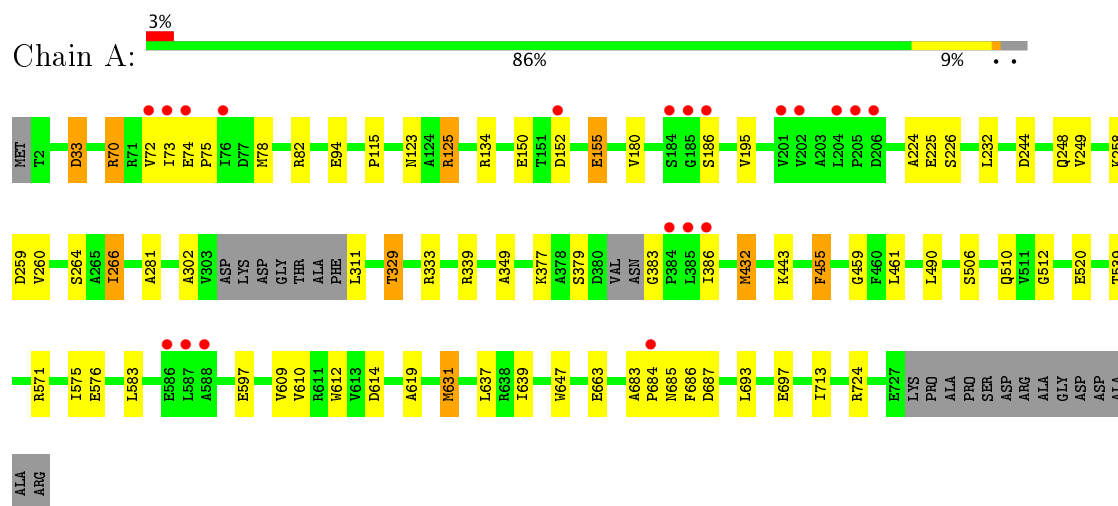 3%
Chain A:
86% 9% • •
MET T2 D33 R70 R71 V72 I73 E74 P75 I76 D77 M78 R82 E94 P115 N123 A124 R125 R134 E150 T151 D152 E155 V180 S184 G185 S186 V195 V201 V202 A203 L204 P205 D206 A224 E225 S226 L232 D244 Q248 V249 K258
D259 V260 S264 A265 I266 A281 A302 V303 ASP LYS ASP GLY THR ALA PHE L311 T329 R333 R339 A349 K377 A378 S379 D380 VAL ASN G383 P384 L385 I386 M432 K443 F455 G459 F460 L461 L490 S506 Q510 V511 G512 E520 T539
R571 I575 E576 L583 E586 L587 A588 E597 V609 V610 R611 W612 V613 D614 A619 M631 L637 R638 I639 W647 E663 A683 P684 N685 F686 D687 L693 E697 I713 R724 E727 LYS PRO ALA PRO SER ASP ARG ALA GLY ASP ASP ALA
ALA ARG